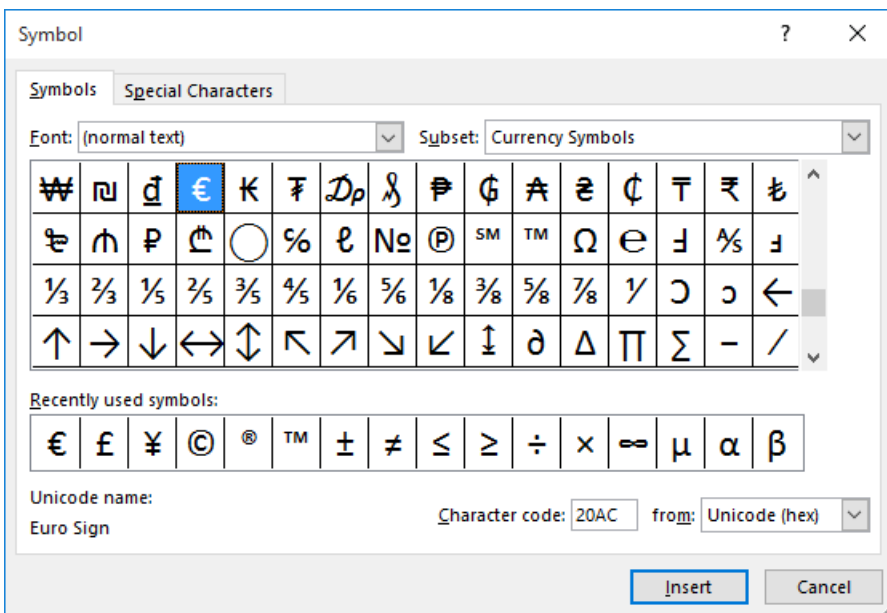 Symbol ? ×
Symbols Special Characters
Font: (normal text) Subset: Currency Symbols
₩ ₪ ₫ € ₭ ₮ ₯ ₰ ₱ ₲ ₳ ₴ ₵ ₸ ₹ ₺
₻ ₼ ₽ ₾ ⃝ ℅ ℓ № ℗ ℠ ™ Ω ℮ Ⅎ ⅍ ⅎ
⅓ ⅔ ⅕ ⅖ ⅗ ⅘ ⅙ ⅚ ⅛ ⅜ ⅝ ⅞ ⅟ Ↄ ↄ ←
↑ → ↓ ↔ ↕ ↖ ↗ ↘ ↙ ↨ ∂ ∆ ∏ ∑ − ∕
Recently used symbols:
€ £ ¥ © ® ™ ± ≠ ≤ ≥ ÷ × ∞ µ α β
Unicode name:
Euro Sign
Character code: 20AC from: Unicode (hex)
Insert Cancel